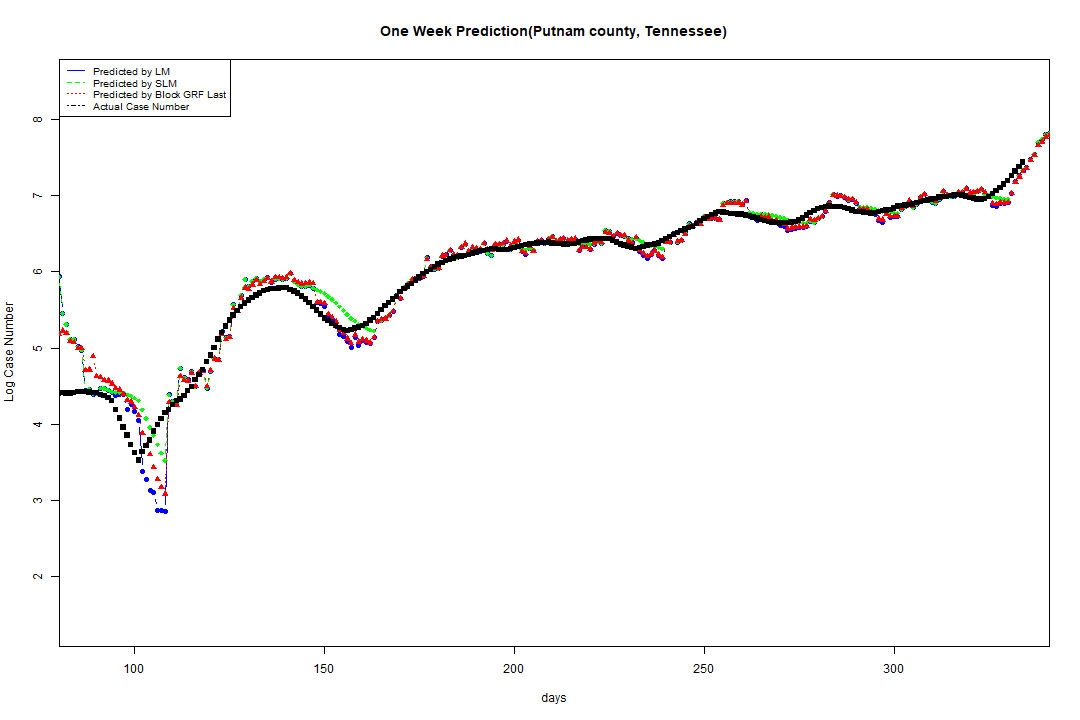 One Week Prediction(Putnam county, Tennessee)
Predicted by LM
Predicted by SLM
Predicted by Block GRF Last
Actual Case Number
8
7
6
5
4
3
2
Log Case Number
100 150 200 250 300
days